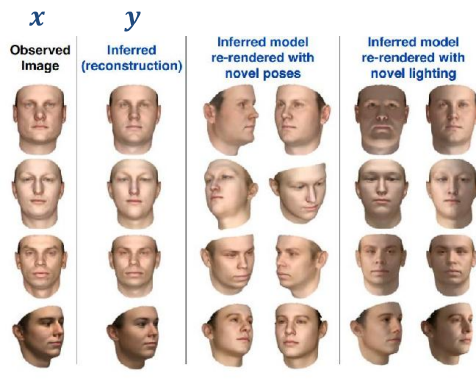 x
y
Observed
Image
Inferred
(reconstruction)
Inferred model
re-rendered with
novel poses
Inferred model
re-rendered with
novel lighting